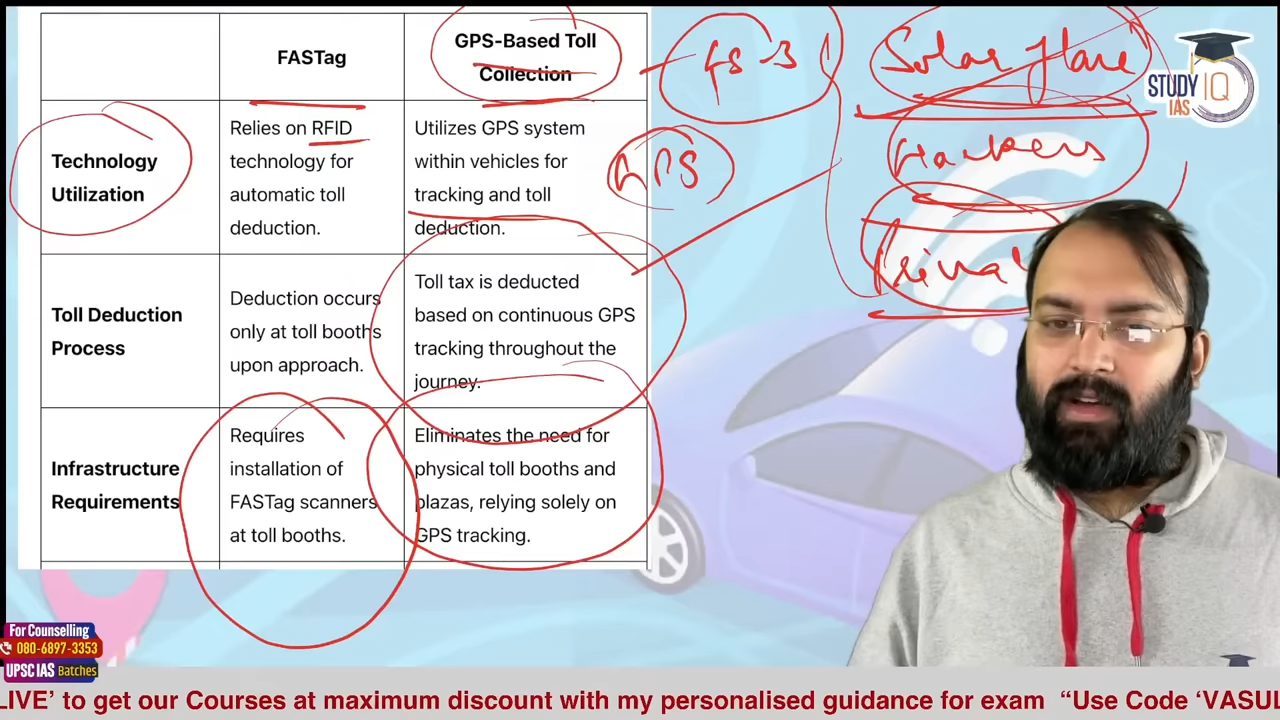 FASTag
GPS-Based Toll
Collection
Technology
Utilization
Relies on RFID
technology for
automatic toll
deduction.
Utilizes GPS system
within vehicles for
tracking and toll
deduction.
Toll Deduction
Process
Deduction occurs
only at toll booths
upon approach.
Toll tax is deducted
based on continuous GPS
tracking throughout the
journey.
Infrastructure
Requirements
Requires
installation of
FASTag scanners
at toll booths.
Eliminates the need for
physical toll booths and
plazas, relying solely on
GPS tracking.
GS-3
GPS
Solar flare
Hackers
STUDY IQ
IAS
For Counselling
080-6897-3353
UPSC IAS Batches
LIVE’ to get our Courses at maximum discount with my personalised guidance for exam “Use Code ‘VASUL